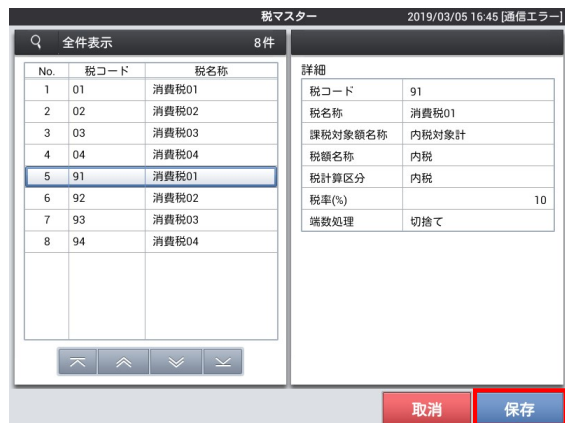 税マスター 2019/03/05 16:45 [通信エラー]
全件表示 8件
No. 税コード 税名称
1 01 消費税01
2 02 消費税02
3 03 消費税03
4 04 消費税04
5 91 消費税01
6 92 消費税02
7 93 消費税03
8 94 消費税04
詳細
税コード 91
税名称 消費税01
課税対象額名称 内税対象計
税額名称 内税
税計算区分 内税
税率(%) 10
端数処理 切捨て
取消 保存